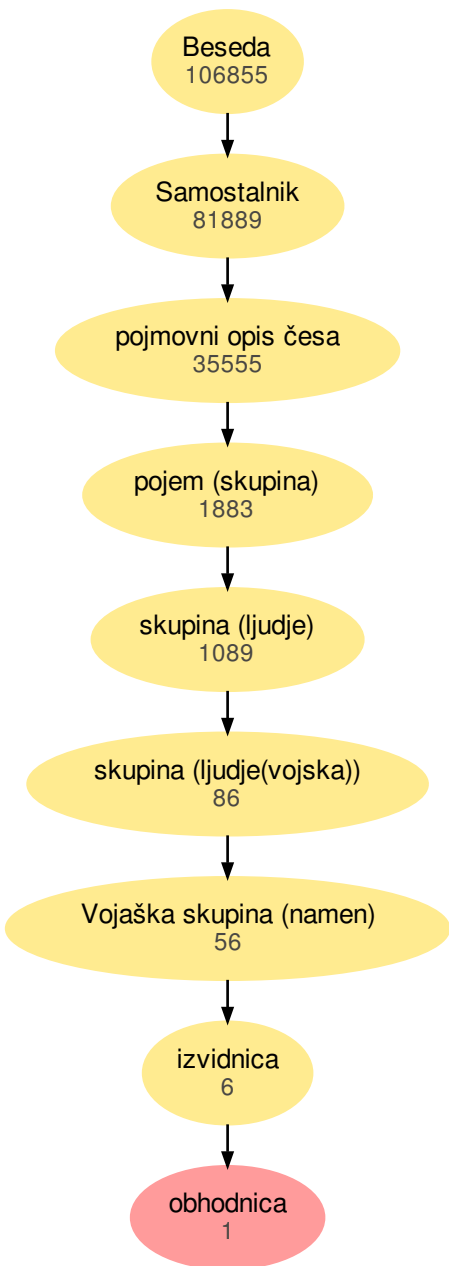 Beseda
106855
Samostalnik
81889
pojmovni opis česa
35555
pojem (skupina)
1883
skupina (ljudje)
1089
skupina (ljudje(vojska))
86
Vojaška skupina (namen)
56
izvidnica
6
obhodnica
1